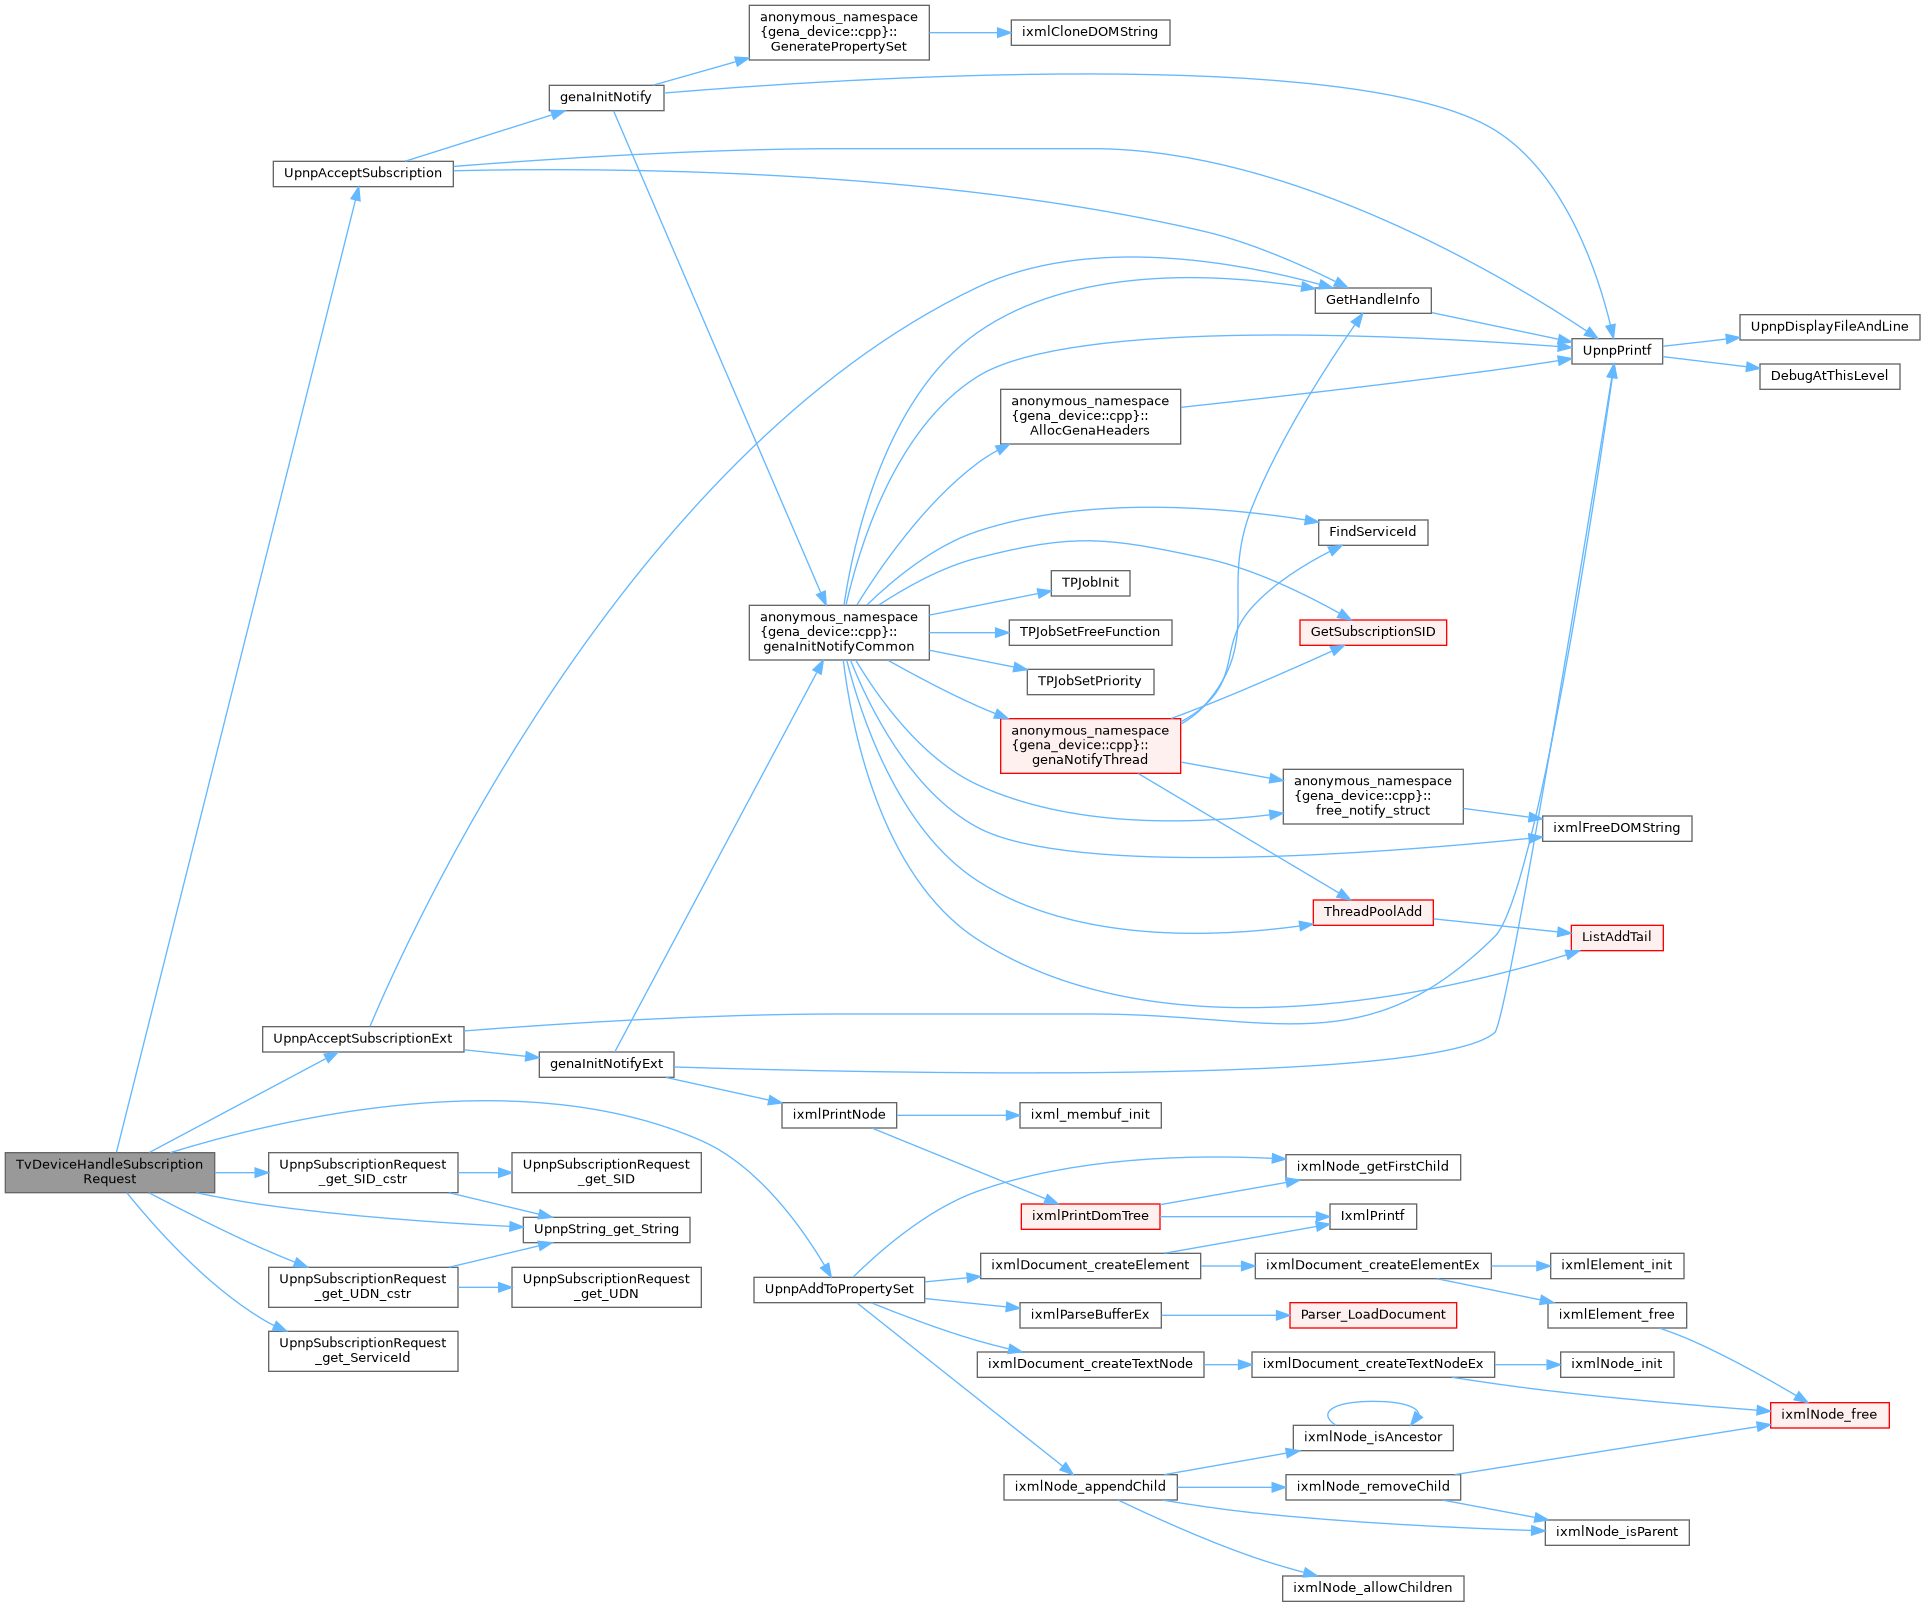 anonymous_namespace
{gena_device::cpp}::
GeneratePropertySet
ixmlCloneDOMString
genaInitNotify
UpnpAcceptSubscription
GetHandleInfo
UpnpDisplayFileAndLine
UpnpPrintf
DebugAtThisLevel
anonymous_namespace
{gena_device::cpp}::
AllocGenaHeaders
FindServiceId
TPJobInit
anonymous_namespace
{gena_device::cpp}::
genaInitNotifyCommon
TPJobSetFreeFunction
GetSubscriptionSID
TPJobSetPriority
anonymous_namespace
{gena_device::cpp}::
genaNotifyThread
anonymous_namespace
{gena_device::cpp}::
free_notify_struct
ixmlFreeDOMString
ThreadPoolAdd
ListAddTail
UpnpAcceptSubscriptionExt
genaInitNotifyExt
ixmlPrintNode
ixml_membuf_init
TvDeviceHandleSubscription
Request
UpnpSubscriptionRequest
_get_SID_cstr
UpnpSubscriptionRequest
_get_SID
ixmlNode_getFirstChild
ixmlPrintDomTree
IxmlPrintf
UpnpString_get_String
UpnpSubscriptionRequest
_get_UDN_cstr
UpnpSubscriptionRequest
_get_UDN
UpnpAddToPropertySet
ixmlDocument_createElement
ixmlDocument_createElementEx
ixmlElement_init
ixmlParseBufferEx
Parser_LoadDocument
ixmlElement_free
UpnpSubscriptionRequest
_get_ServiceId
ixmlDocument_createTextNode
ixmlDocument_createTextNodeEx
ixmlNode_init
ixmlNode_free
ixmlNode_isAncestor
ixmlNode_appendChild
ixmlNode_removeChild
ixmlNode_isParent
ixmlNode_allowChildren